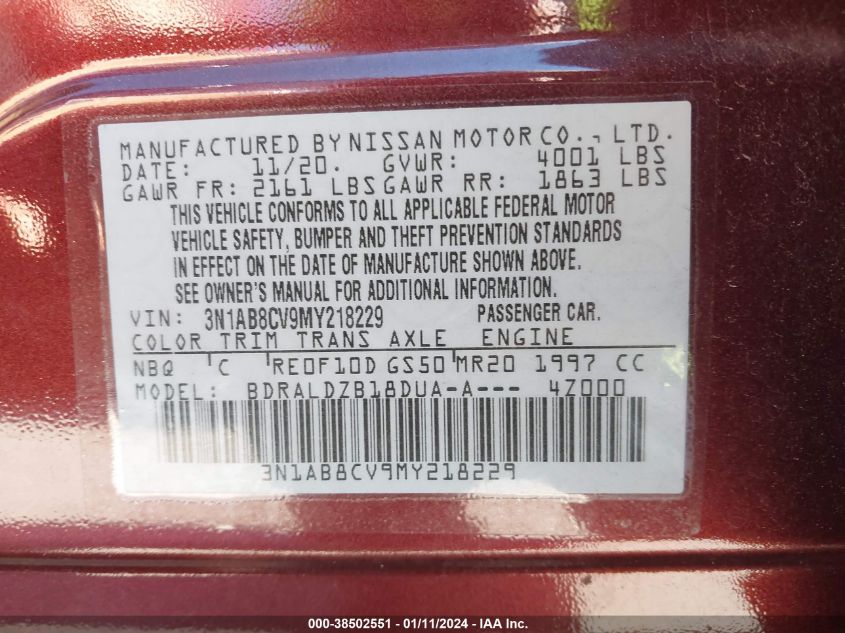 MANUFACTURED BY NISSAN MOTOR CO., LTD.
DATE: 11/20. GVWR: 4001 LBS
GAWR FR: 2161 LBS GAWR RR: 1863 LBS
THIS VEHICLE CONFORMS TO ALL APPLICABLE FEDERAL MOTOR
VEHICLE SAFETY, BUMPER AND THEFT PREVENTION STANDARDS
IN EFFECT ON THE DATE OF MANUFACTURE SHOWN ABOVE.
SEE OWNER'S MANUAL FOR ADDITIONAL INFORMATION.
VIN: 3N1AB8CV9MY218229 PASSENGER CAR.
COLOR TRIM TRANS AXLE ENGINE
NBQ C RE0F10D GS50 MR20 1997 CC
MODEL: BDRALDZB18DUA-A--- 4Z000
3N1AB8CV9MY218229
000-38502551 - 01/11/2024 - IAA Inc.